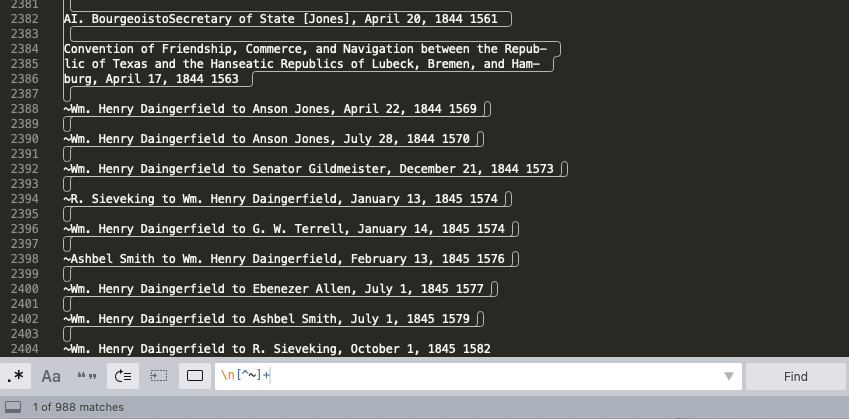 2381
2382 AI. BourgeoistoSecretary of State [Jones], April 20, 1844 1561
2383
2384 Convention of Friendship, Commerce, and Navigation between the Repub—
2385 lic of Texas and the Hanseatic Republics of Lubeck, Bremen, and Ham—
2386 burg, April 17, 1844 1563
2387
2388 ~Wm. Henry Daingerfield to Anson Jones, April 22, 1844 1569
2389
2390 ~Wm. Henry Daingerfield to Anson Jones, July 28, 1844 1570
2391
2392 ~Wm. Henry Daingerfield to Senator Gildmeister, December 21, 1844 1573
2393
2394 ~R. Sieveking to Wm. Henry Daingerfield, January 13, 1845 1574
2395
2396 ~Wm. Henry Daingerfield to G. W. Terrell, January 14, 1845 1574
2397
2398 ~Ashbel Smith to Wm. Henry Daingerfield, February 13, 1845 1576
2399
2400 ~Wm. Henry Daingerfield to Ebenezer Allen, July 1, 1845 1577
2401
2402 ~Wm. Henry Daingerfield to Ashbel Smith, July 1, 1845 1579
2403
2404 ~Wm. Henry Daingerfield to R. Sieveking, October 1, 1845 1582
.* Aa “” \n[^~]+ Find
1 of 988 matches